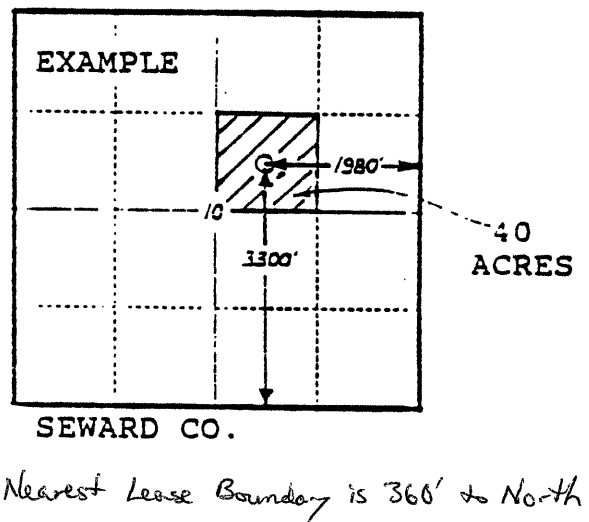 EXAMPLE
1980'
10
3300'
40
ACRES
SEWARD CO.
Nearest Lease Boundary is 360' to North